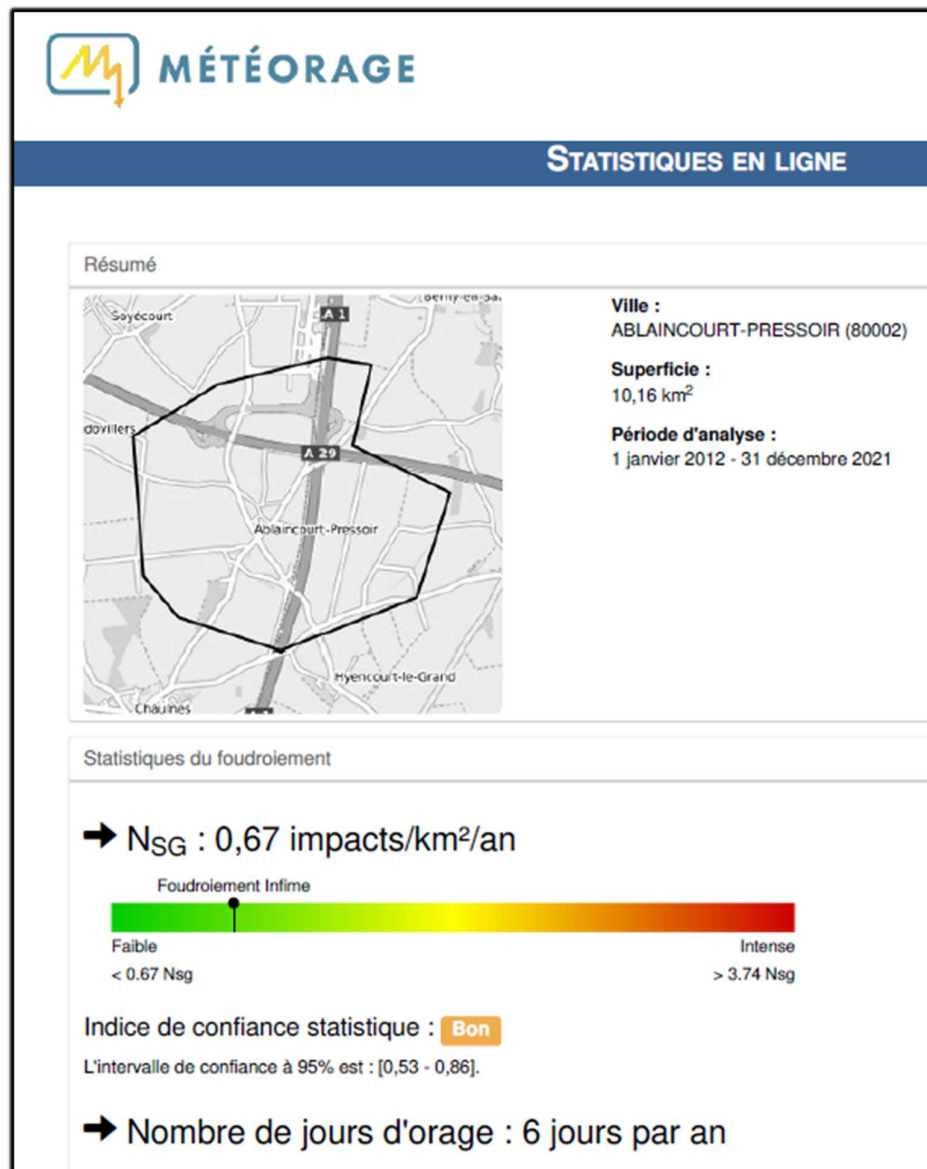 MÉTÉORAGE
STATISTIQUES EN LIGNE
Résumé
Soyécourt
A 1
A 29
Ablaincourt-Pressoir
Hyencourt-le-Grand
Chaulnes
Ville :
ABLAINCOURT-PRESSOIR (80002)
Superficie :
10,16 km²
Période d'analyse :
1 janvier 2012 - 31 décembre 2021
Statistiques du foudroiement
➔ NSG : 0,67 impacts/km²/an
Foudroiement Infime
Faible
Intense
< 0.67 Nsg
> 3.74 Nsg
Indice de confiance statistique : Bon
L'intervalle de confiance à 95% est : [0,53 - 0,86].
➔ Nombre de jours d'orage : 6 jours par an